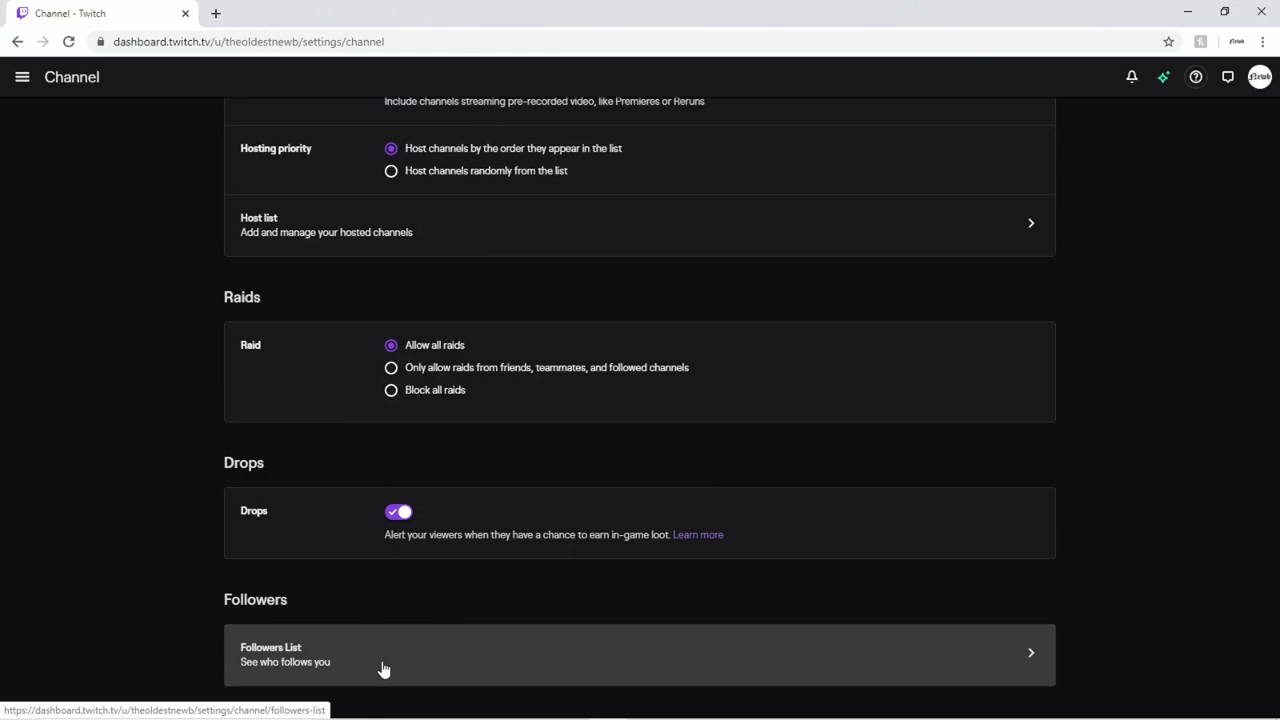 Channel - Twitch
dashboard.twitch.tv/u/theoldestnewb/settings/channel
Newb
Channel
Newb
Include channels streaming pre-recorded video, like Premieres or Reruns
Hosting priority
Host channels by the order they appear in the list
Host channels randomly from the list
Host list
Add and manage your hosted channels
Raids
Raid
Allow all raids
Only allow raids from friends, teammates, and followed channels
Block all raids
Drops
Drops
Alert your viewers when they have a chance to earn in-game loot. Learn more
Followers
Followers List
See who follows you
https://dashboard.twitch.tv/u/theoldestnewb/settings/channel/followers-list